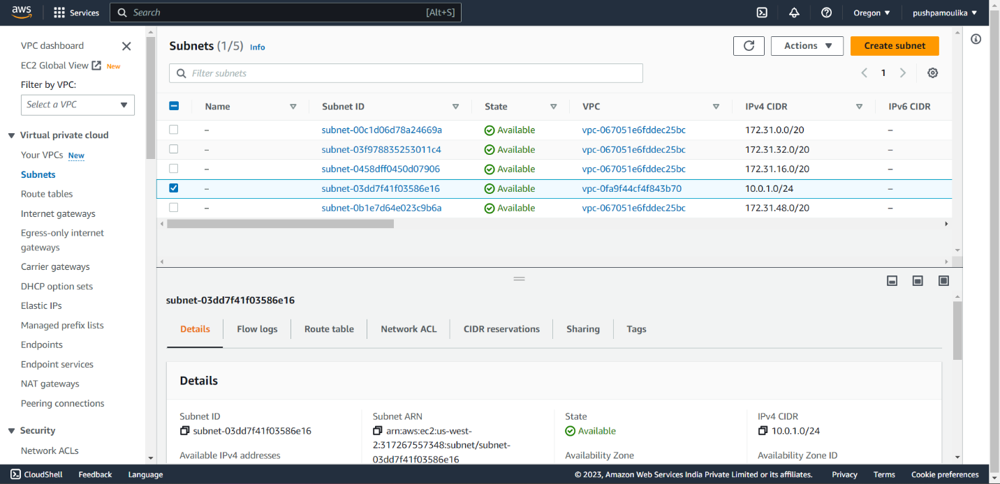 aws Services Search [Alt+S] Oregon ▼ pushpamoulika ▼
VPC dashboard
EC2 Global View New
Filter by VPC:
Select a VPC
Virtual private cloud
Your VPCs New
Subnets
Route tables
Internet gateways
Egress-only internet
gateways
Carrier gateways
DHCP option sets
Elastic IPs
Managed prefix lists
Endpoints
Endpoint services
NAT gateways
Peering connections
Security
Network ACLs
Subnets (1/5) Info
Actions ▼ Create subnet
Filter subnets
1
Name Subnet ID State VPC IPv4 CIDR IPv6 CIDR
– subnet-00c1d06d78a24669a Available vpc-067051e6fddec25bc 172.31.0.0/20 –
– subnet-03f978835253011c4 Available vpc-067051e6fddec25bc 172.31.32.0/20 –
– subnet-0458dff0450d07906 Available vpc-067051e6fddec25bc 172.31.16.0/20 –
– subnet-03dd7f41f03586e16 Available vpc-0fa9f44cf4f843b70 10.0.1.0/24 –
– subnet-0b1e7d64e023c9b6a Available vpc-067051e6fddec25bc 172.31.48.0/20 –
subnet-03dd7f41f03586e16
Details Flow logs Route table Network ACL CIDR reservations Sharing Tags
Details
Subnet ID
subnet-03dd7f41f03586e16
Available IPv4 addresses
Subnet ARN
arn:aws:ec2:us-west-
2:317267557348:subnet/subnet-
03dd7f41f03586e16
State
Available
Availability Zone
IPv4 CIDR
10.0.1.0/24
Availability Zone ID
CloudShell Feedback Language © 2023, Amazon Web Services India Private Limited or its affiliates. Privacy Terms Cookie preferences